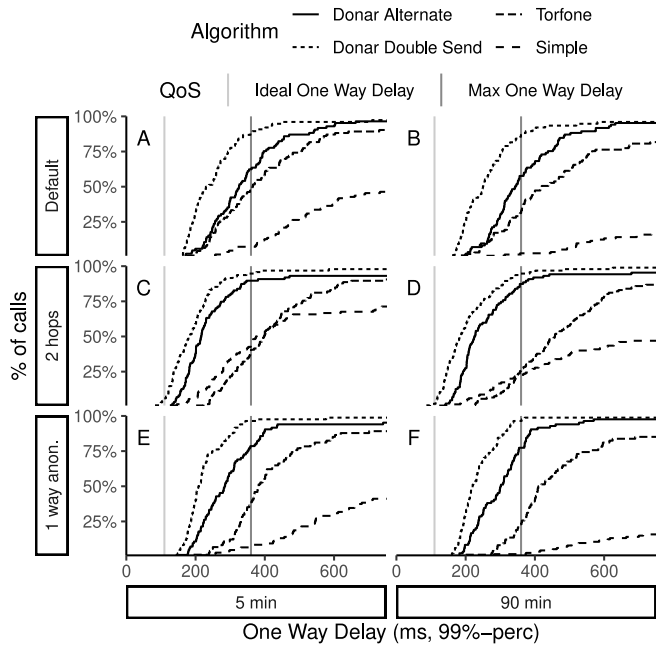 Algorithm
Donar Alternate
Torfone
Donar Double Send
Simple
QoS
Ideal One Way Delay
Max One Way Delay
% of calls
Default
100%
75%
50%
25%
A
B
2 hops
100%
75%
50%
25%
C
D
1 way anon.
100%
75%
50%
25%
E
F
0 200 400 600
0 200 400 600
5 min
90 min
One Way Delay (ms, 99%−perc)